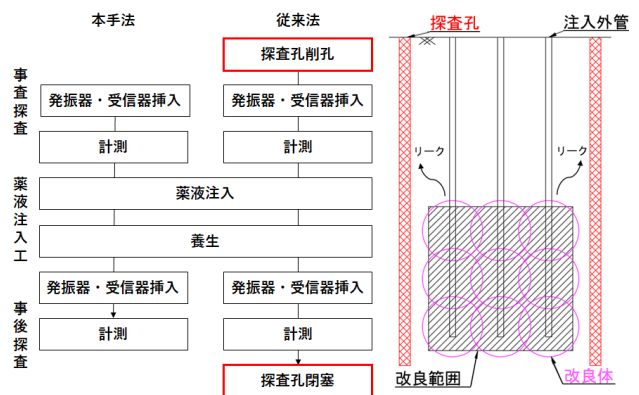 本手法
従来法
探査孔削孔
事査探査
発振器・受信器挿入
発振器・受信器挿入
計測
計測
薬液注入工
薬液注入
養生
事後探査
発振器・受信器挿入
発振器・受信器挿入
計測
計測
探査孔閉塞
探査孔
注入外管
リーク
リーク
改良範囲
改良体